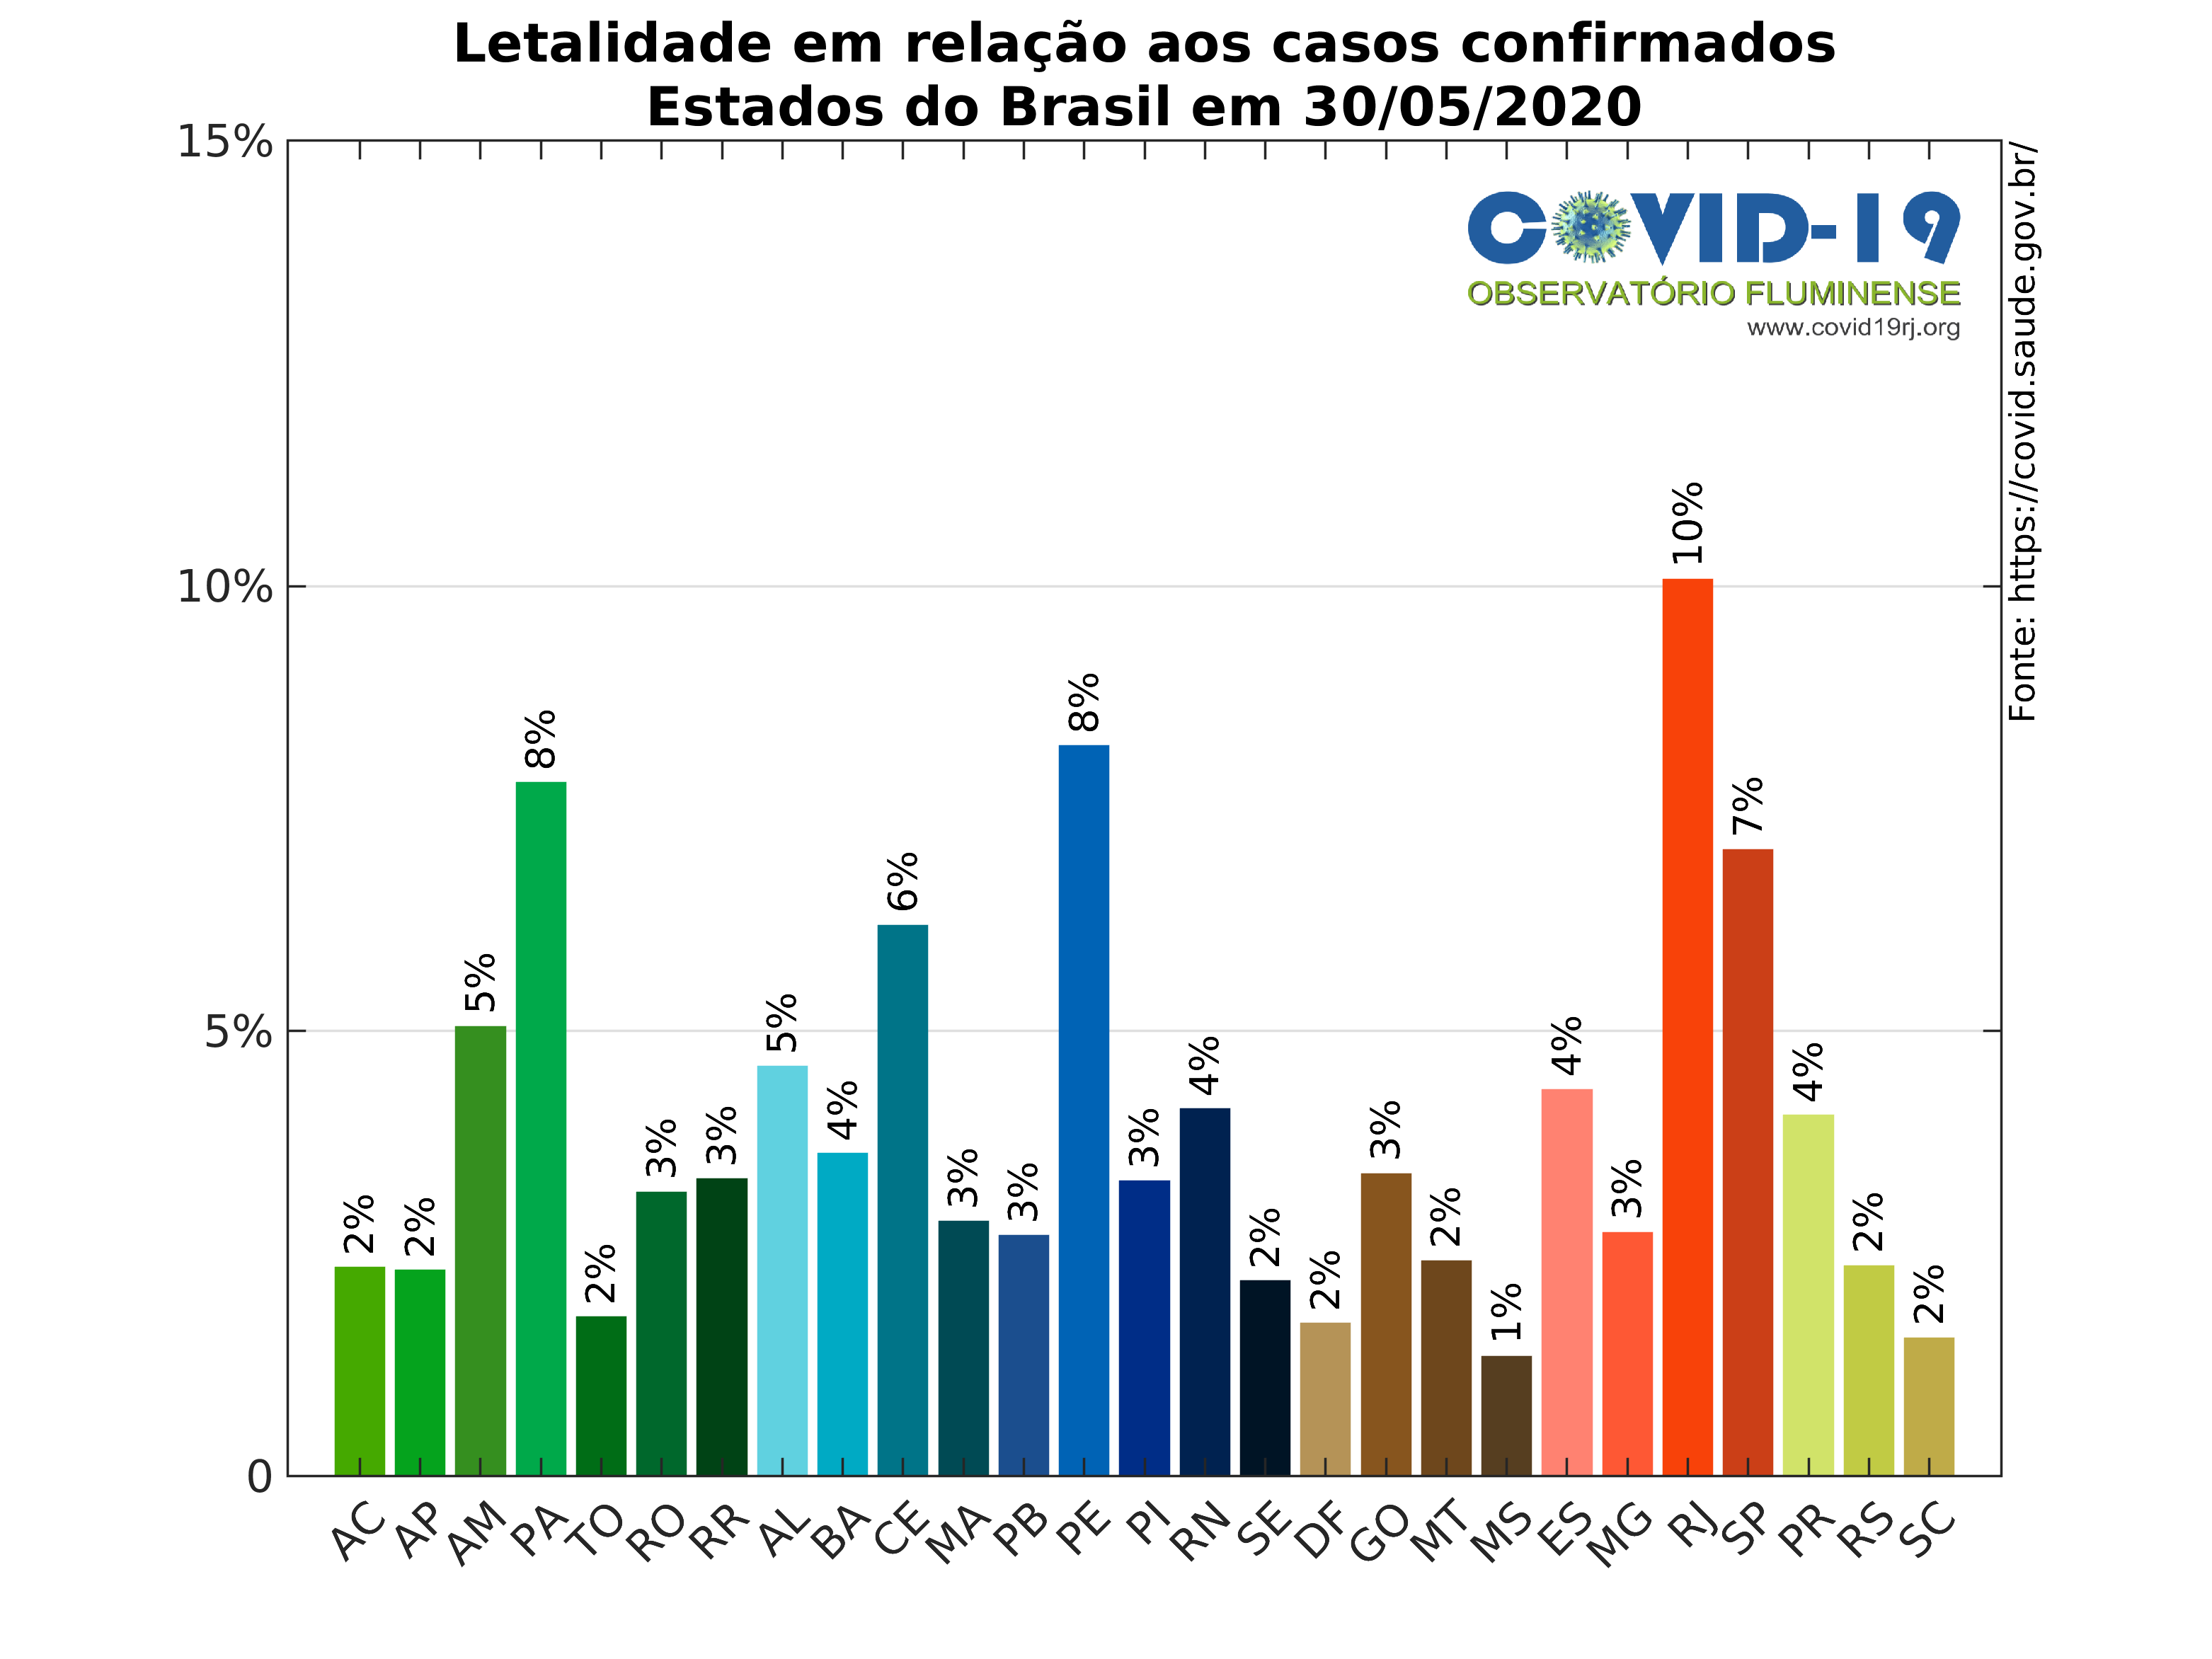 Letalidade em relação aos casos confirmados
Estados do Brasil em 30/05/2020
15%
10%
5%
0
COVID-19
OBSERVATÓRIO FLUMINENSE
www.covid19rj.org
Fonte: https://covid.saude.gov.br/
2%
2%
5%
8%
2%
3%
3%
5%
4%
6%
3%
3%
8%
3%
4%
2%
2%
3%
2%
1%
4%
3%
10%
7%
4%
2%
2%
AC
AP
AM
PA
TO
RO
RR
AL
BA
CE
MA
PB
PE
PI
RN
SE
DF
GO
MT
MS
ES
MG
RJ
SP
PR
RS
SC